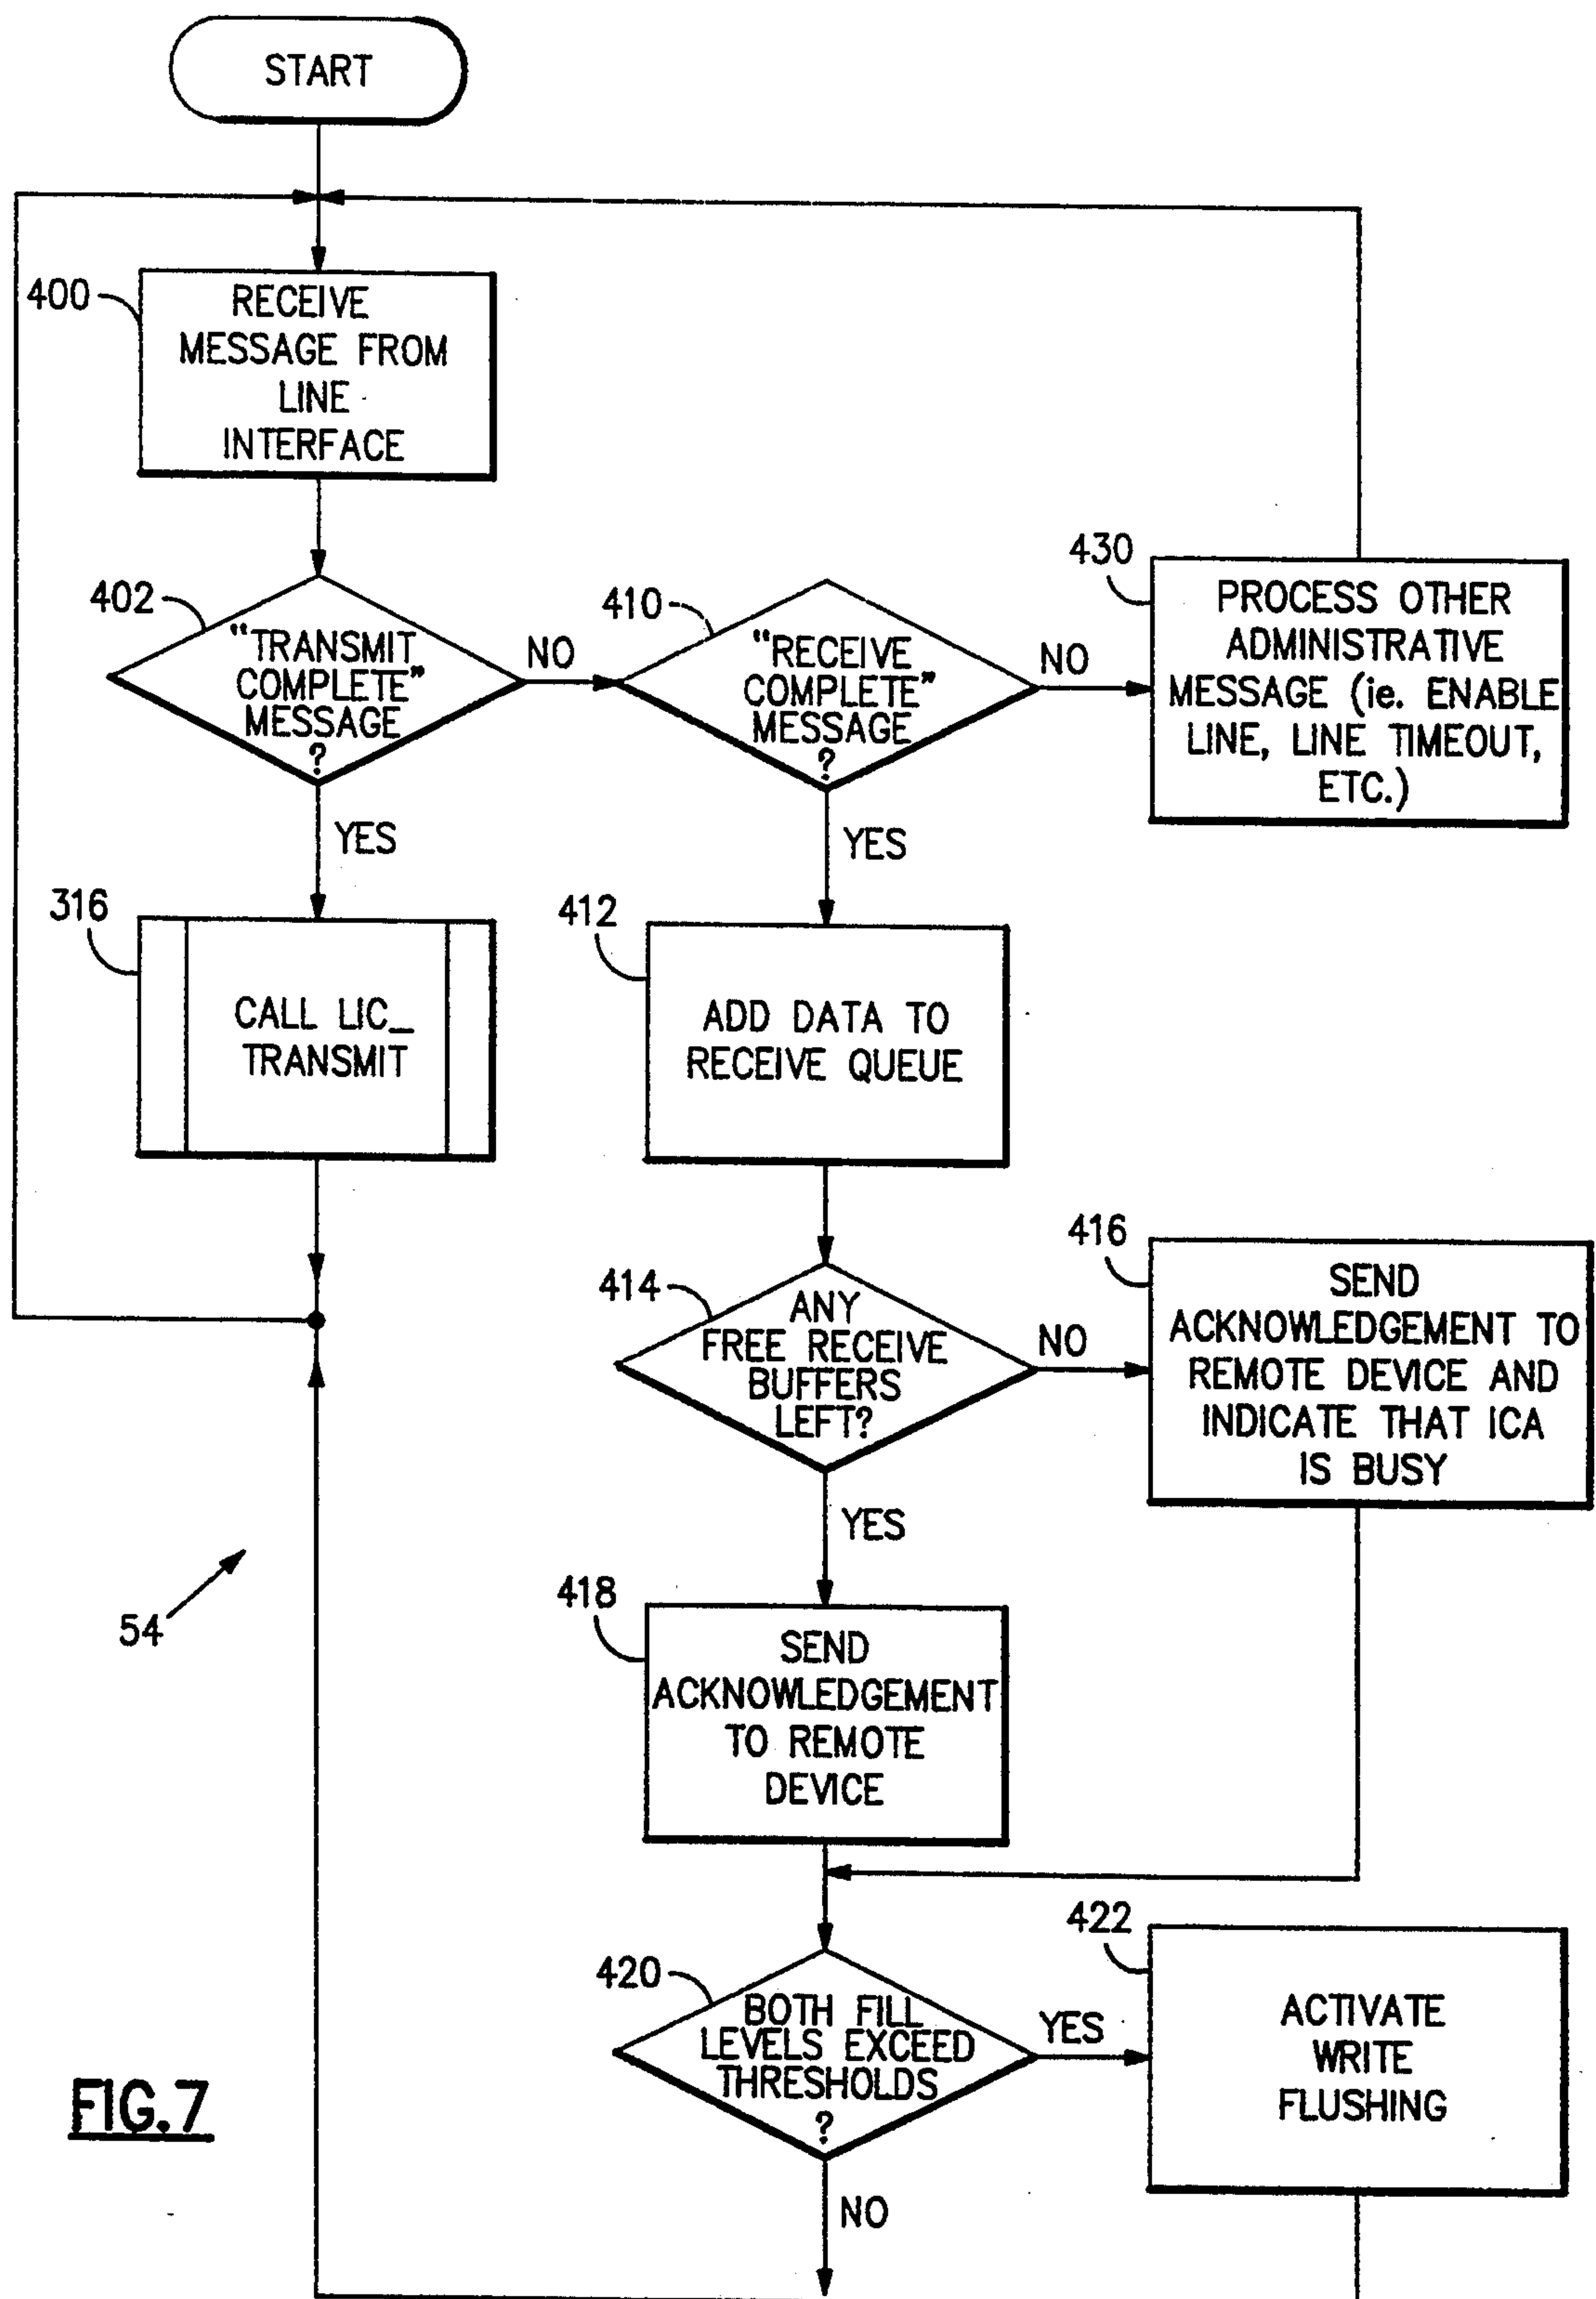 START
400
RECEIVE
MESSAGE FROM
LINE
INTERFACE
402
"TRANSMIT
COMPLETE"
MESSAGE
?
NO
410
"RECEIVE
COMPLETE"
MESSAGE
?
NO
430
PROCESS OTHER
ADMINISTRATIVE
MESSAGE (ie. ENABLE
LINE, LINE TIMEOUT,
ETC.)
YES
YES
316
CALL LIC_
TRANSMIT
412
ADD DATA TO
RECEIVE QUEUE
414
ANY
FREE RECEIVE
BUFFERS
LEFT?
NO
416
SEND
ACKNOWLEDGEMENT TO
REMOTE DEVICE AND
INDICATE THAT ICA
IS BUSY
YES
54
418
SEND
ACKNOWLEDGEMENT
TO REMOTE
DEVICE
420
BOTH FILL
LEVELS EXCEED
THRESHOLDS
?
YES
422
ACTIVATE
WRITE
FLUSHING
NO
FIG.7